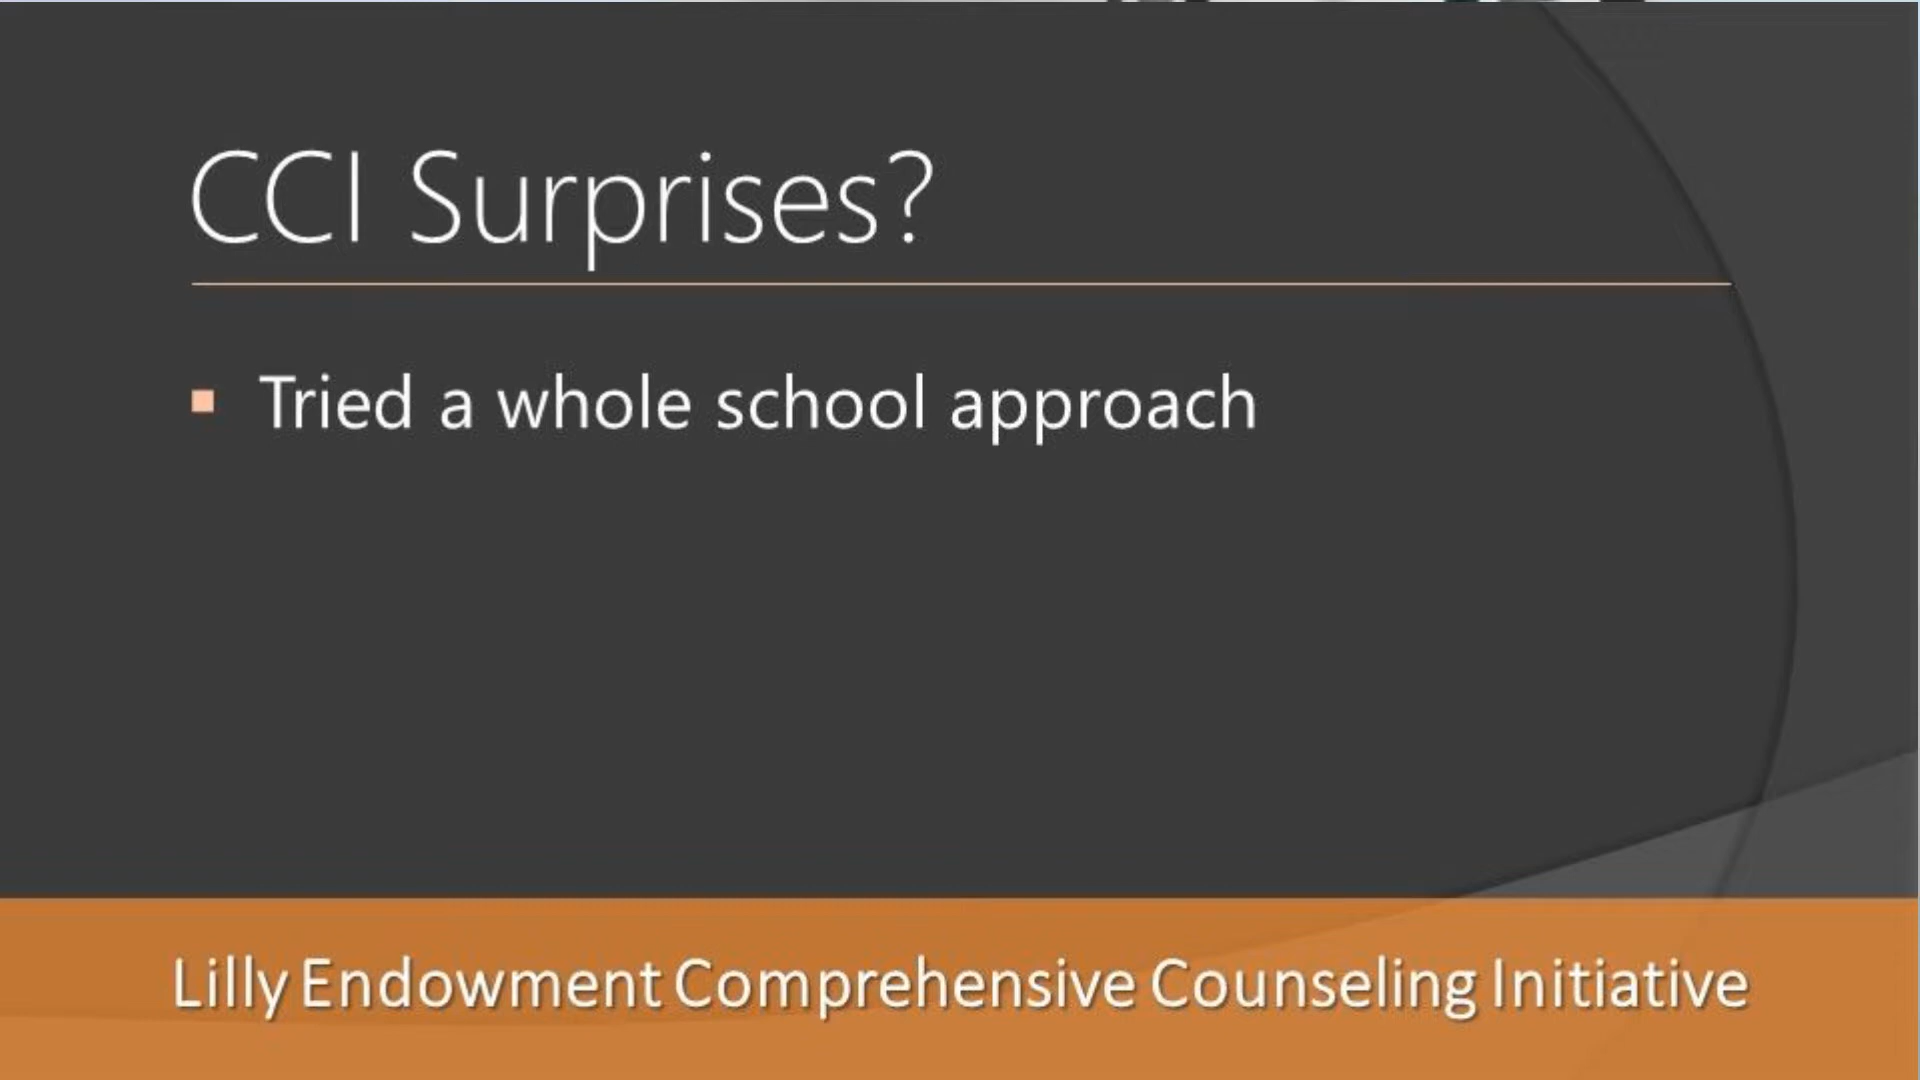 CCI Surprises?
Tried a whole school approach
Lilly Endowment Comprehensive Counseling Initiative